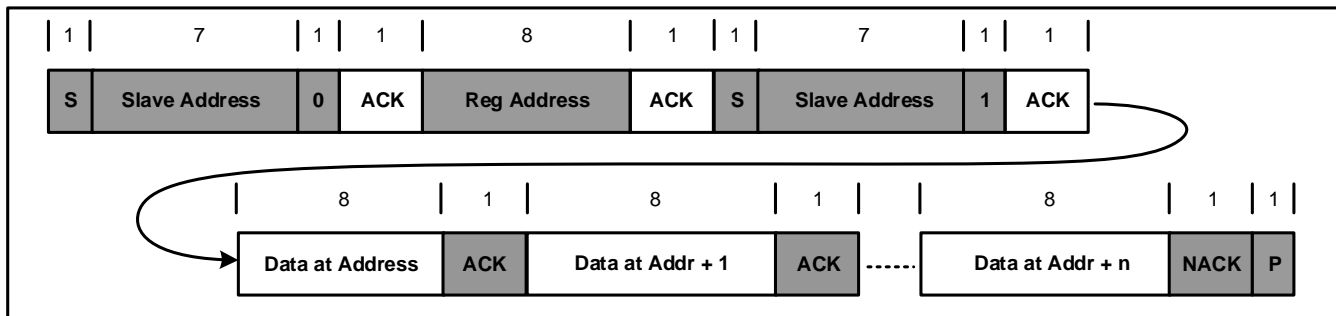 1 7 1 1 8 1 1 7 1 1
S Slave Address 0 ACK Reg Address ACK S Slave Address 1 ACK
8 1 8 1 8 1 1
Data at Address ACK Data at Addr + 1 ACK Data at Addr + n NACK P